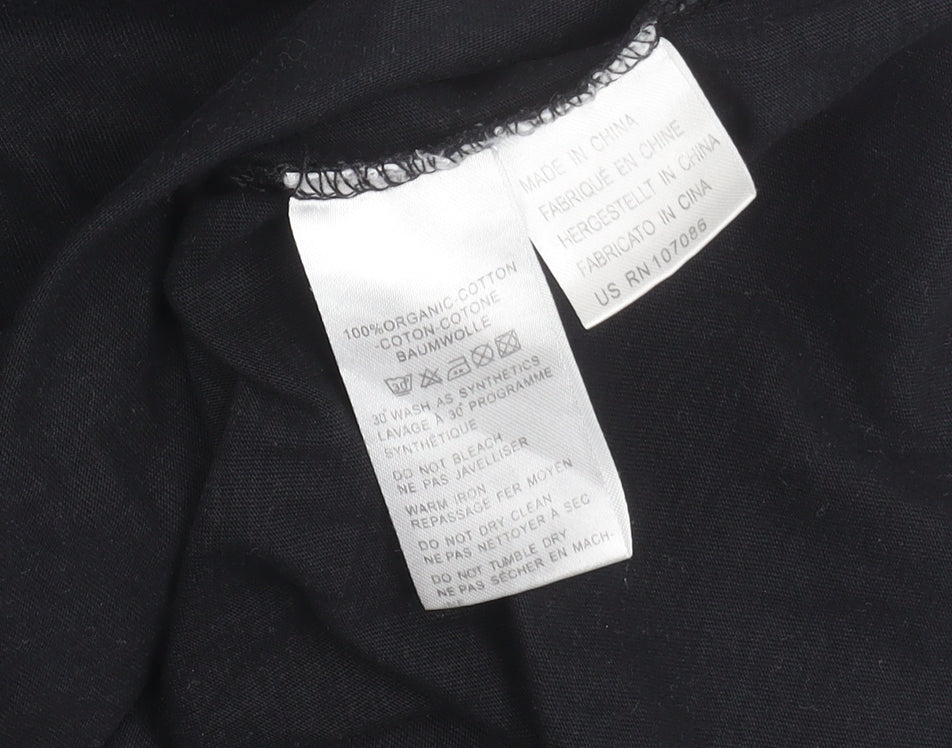 100%ORGANIC COTTON
-COTON-COTONE
BAUMWOLLE
30°
30° WASH AS SYNTHETICS
LAVAGE À 30° PROGRAMME
SYNTHÉTIQUE
DO NOT BLEACH
NE PAS JAVELLISER
WARM IRON
REPASSAGE FER MOYEN
DO NOT DRY CLEAN
NE PAS NETTOYER À SEC
DO NOT TUMBLE DRY
NE PAS SÉCHER EN MACH-
MADE IN CHINA
FABRIQUÉ EN CHINE
HERGESTELLT IN CHINA
FABRICATO IN CINA
US RN 107086